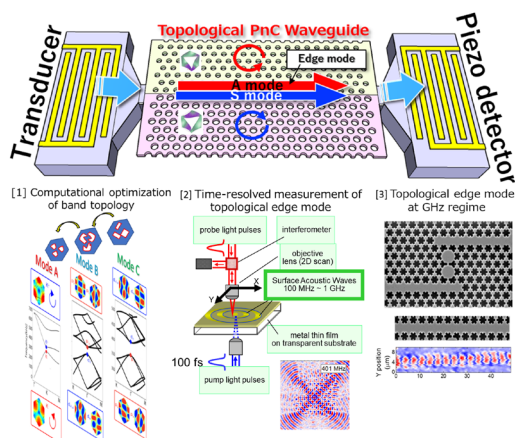 Topological PnC Waveguide
Transducer
Edge mode
A mode
S mode
Piezo detector
[1] Computational optimization
of band topology
[2] Time-resolved measurement of
topological edge mode
[3] Topological edge mode
at GHz regime
Mode A
Mode B
Mode C
probe light pulses
interferometer
objective
lens (2D scan)
Surface Acoustic Waves
100 MHz ~ 1 GHz
X
Y
metal thin film
on transparent substrate
100 fs
pump light pulses
401 MHz
Y position
(μm)
0
10
20
30
40